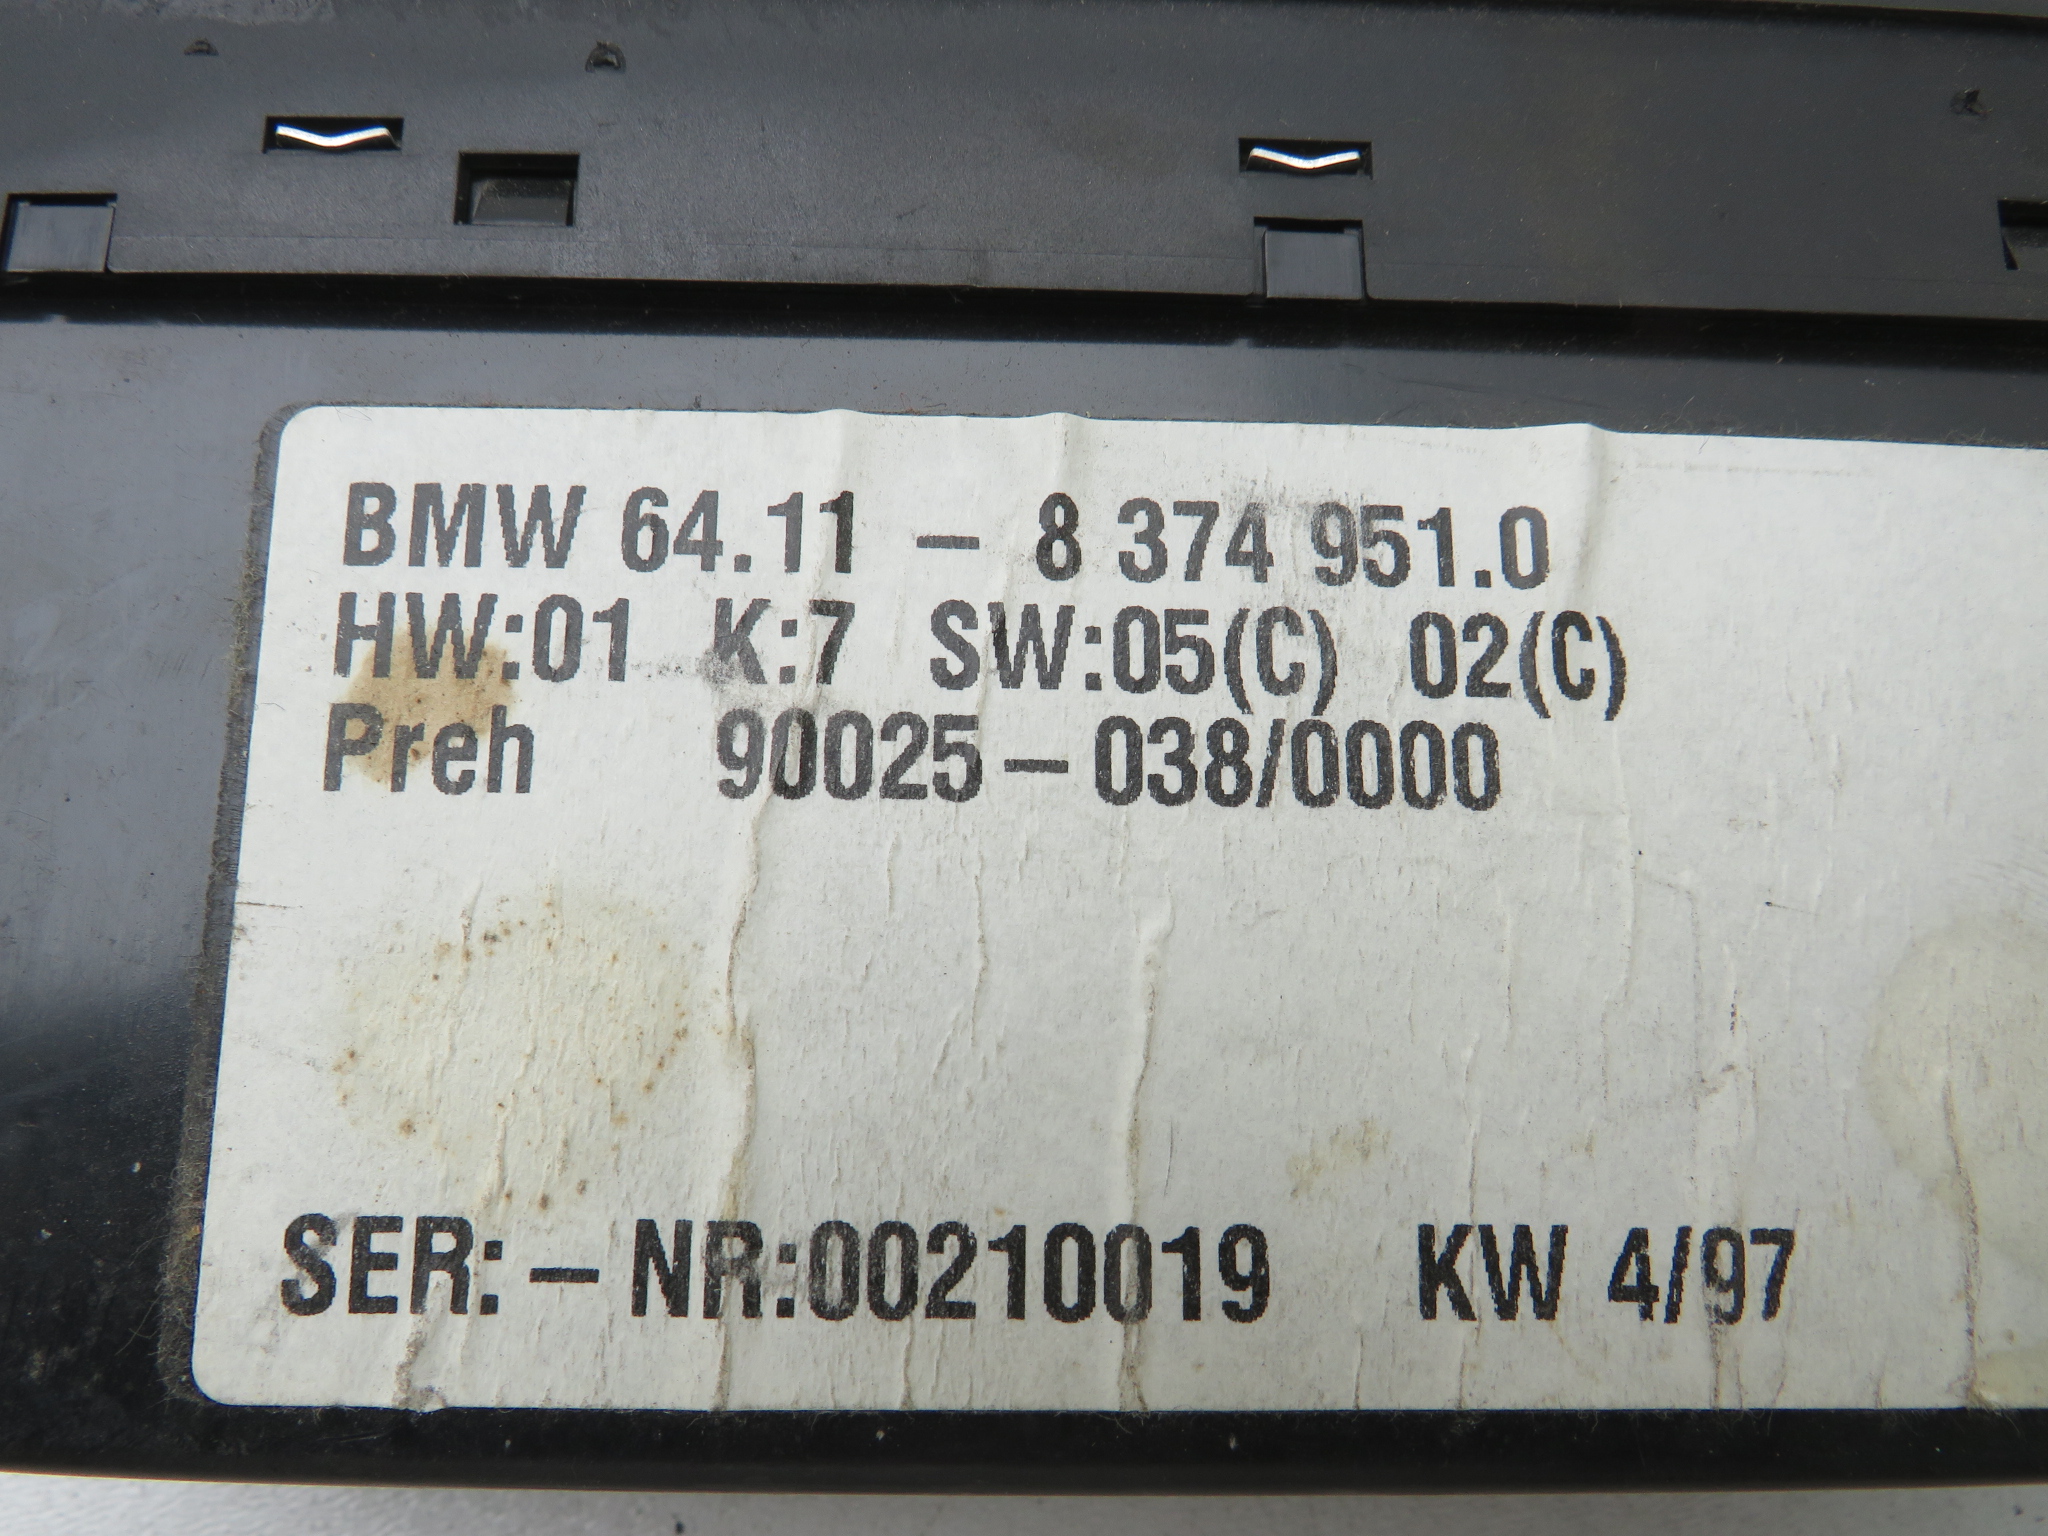 BMW 64.11 – 8 374 951.0
HW:01 K:7 SW:05(C) 02(C)
Preh 90025–038/0000
SER:–NR:00210019 KW 4/97